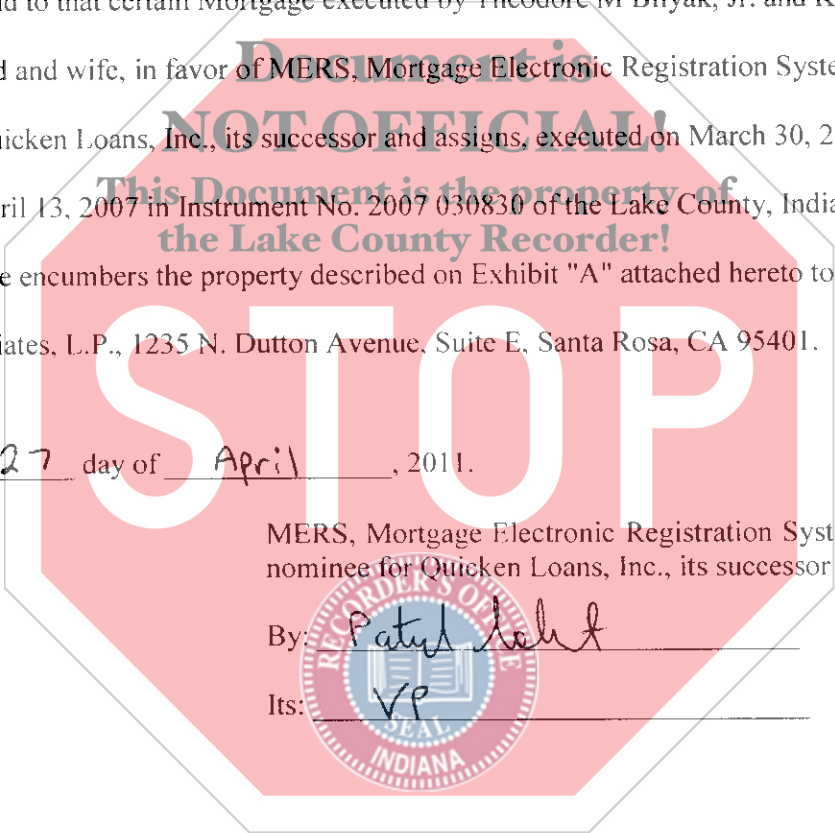 to that certain Mortgage executed by Theodore M Bilyak, Jr. and
Document is
and wife, in favor of MERS, Mortgage Electronic Registration Syste
NOT OFFICIAL!
icken Loans, Inc., its successor and assigns, executed on March 30, 2
This Document is the property of
ril 13, 2007 in Instrument No. 2007 030830 of the Lake County, India
the Lake County Recorder!
e encumbers the property described on Exhibit "A" attached hereto to
iates, L.P., 1235 N. Dutton Avenue, Suite E, Santa Rosa, CA 95401.
STOP
27 day of April, 2011.
MERS, Mortgage Electronic Registration Syst
nominee for Quicken Loans, Inc., its successor
By:
Its: VP
RECORDER'S OFFICE
SEAL
INDIANA